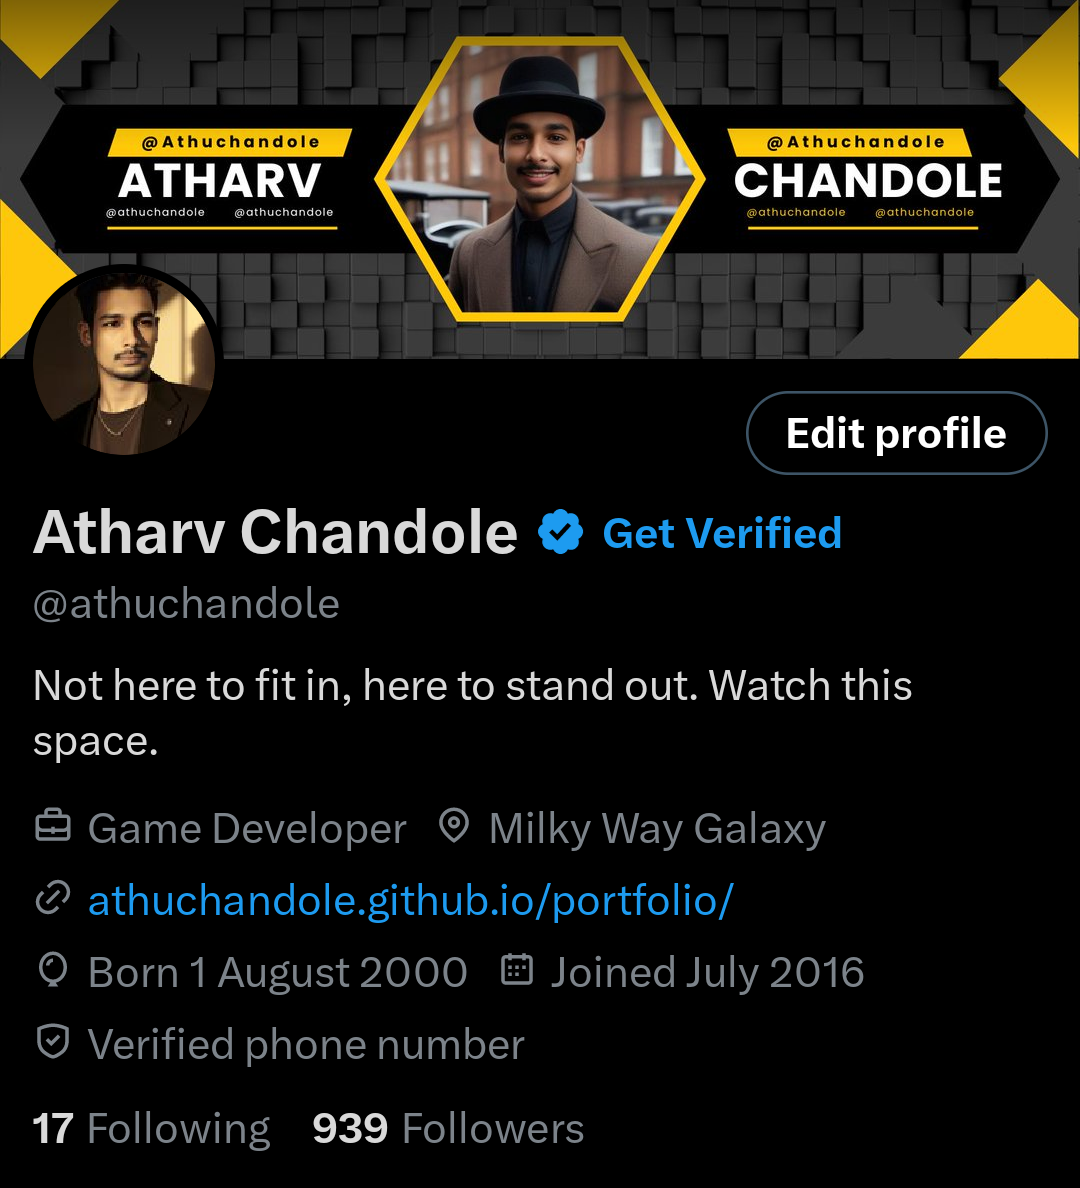 @Athuchandole
ATHARV
@athuchandole @athuchandole
@Athuchandole
CHANDOLE
@athuchandole @athuchandole
Edit profile
Atharv Chandole Get Verified
@athuchandole
Not here to fit in, here to stand out. Watch this
space.
Game Developer Milky Way Galaxy
athuchandole.github.io/portfolio/
Born 1 August 2000 Joined July 2016
Verified phone number
17 Following 939 Followers